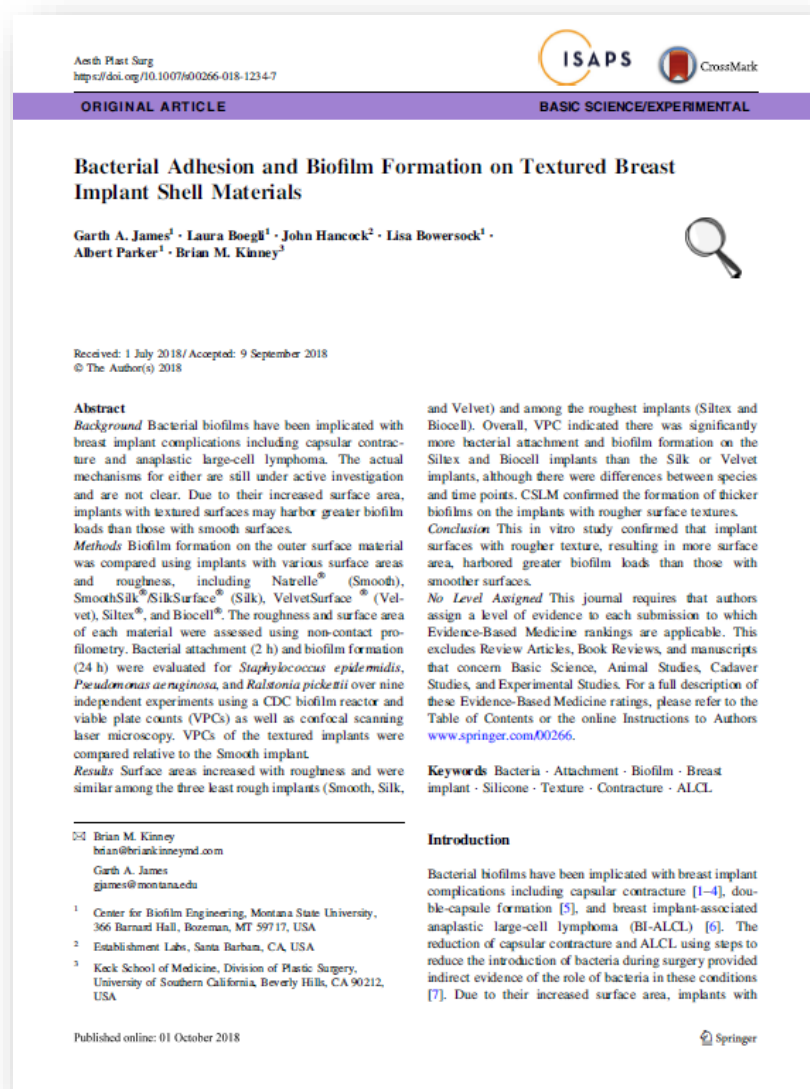 Aesth Plast Surg
https://doi.org/10.1007/s00266-018-1234-7
ISAPS
CrossMark
ORIGINAL ARTICLE
BASIC SCIENCE/EXPERIMENTAL
Bacterial Adhesion and Biofilm Formation on Textured Breast
Implant Shell Materials
Garth A. James¹ · Laura Boegli¹ · John Hancock² · Lisa Bowersock¹ ·
Albert Parker¹ · Brian M. Kinney³
Received: 1 July 2018/ Accepted: 9 September 2018
© The Author(s) 2018
Abstract
Background Bacterial biofilms have been implicated with
breast implant complications including capsular contrac-
ture and anaplastic large-cell lymphoma. The actual
mechanisms for either are still under active investigation
and are not clear. Due to their increased surface area,
implants with textured surfaces may harbor greater biofilm
loads than those with smooth surfaces.
Methods Biofilm formation on the outer surface material
was compared using implants with various surface areas
and roughness, including Natrelle® (Smooth),
SmoothSilk®/SilkSurface® (Silk), VelvetSurface ® (Vel-
vet), Siltex®, and Biocell®. The roughness and surface area
of each material were assessed using non-contact pro-
filometry. Bacterial attachment (2 h) and biofilm formation
(24 h) were evaluated for Staphylococcus epidermidis,
Pseudomonas aeruginosa, and Ralstonia pickettii over nine
independent experiments using a CDC biofilm reactor and
viable plate counts (VPCs) as well as confocal scanning
laser microscopy. VPCs of the textured implants were
compared relative to the Smooth implant.
Results Surface areas increased with roughness and were
similar among the three least rough implants (Smooth, Silk,
and Velvet) and among the roughest implants (Siltex and
Biocell). Overall, VPC indicated there was significantly
more bacterial attachment and biofilm formation on the
Siltex and Biocell implants than the Silk or Velvet
implants, although there were differences between species
and time points. CSLM confirmed the formation of thicker
biofilms on the implants with rougher surface textures.
Conclusion This in vitro study confirmed that implant
surfaces with rougher texture, resulting in more surface
area, harbored greater biofilm loads than those with
smoother surfaces.
No Level Assigned This journal requires that authors
assign a level of evidence to each submission to which
Evidence-Based Medicine rankings are applicable. This
excludes Review Articles, Book Reviews, and manuscripts
that concern Basic Science, Animal Studies, Cadaver
Studies, and Experimental Studies. For a full description of
these Evidence-Based Medicine ratings, please refer to the
Table of Contents or the online Instructions to Authors
www.springer.com/00266.
Keywords Bacteria · Attachment · Biofilm · Breast
implant · Silicone · Texture · Contracture · ALCL
✉ Brian M. Kinney
brian@briankinneymd.com
Garth A. James
gjames@montana.edu
1 Center for Biofilm Engineering, Montana State University,
366 Barnard Hall, Bozeman, MT 59717, USA
2 Establishment Labs, Santa Barbara, CA, USA
3 Keck School of Medicine, Division of Plastic Surgery,
University of Southern California, Beverly Hills, CA 90212,
USA
Introduction
Bacterial biofilms have been implicated with breast implant
complications including capsular contracture [1–4], dou-
ble-capsule formation [5], and breast implant-associated
anaplastic large-cell lymphoma (BI-ALCL) [6]. The
reduction of capsular contracture and ALCL using steps to
reduce the introduction of bacteria during surgery provided
indirect evidence of the role of bacteria in these conditions
[7]. Due to their increased surface area, implants with
Published online: 01 October 2018
Springer